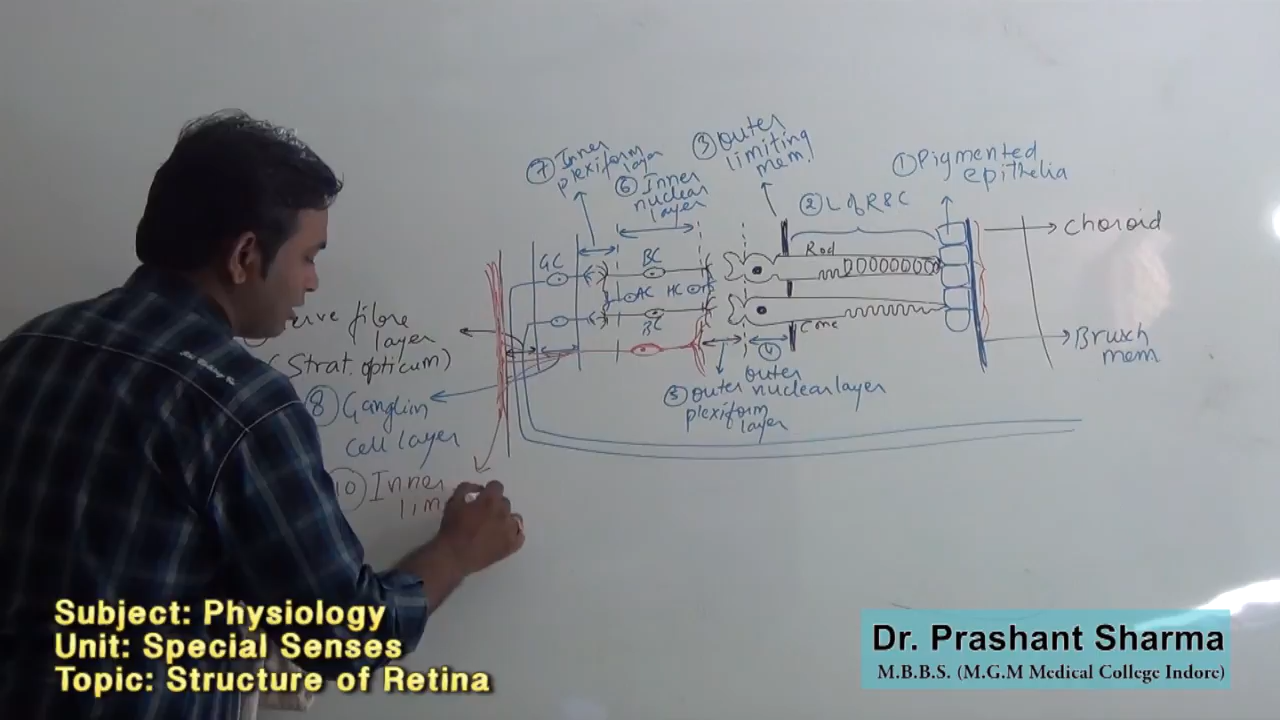 ⑦ Inner
plexiform
layer
⑥ Inner
nuclear
layer
③ Outer
limiting
mem.
① Pigmented
epithelia
② L of R&C
Choroid
GC
BC
Rod
AC
HC
BC
Cone
Brusch
mem
④
outer
nuclear layer
⑤ outer
plexiform
layer
erve fibre
layer
(Strat. opticum)
⑧ Ganglion
cell layer
⑩ Inner
lim
Subject: Physiology
Unit: Special Senses
Topic: Structure of Retina
Dr. Prashant Sharma
M.B.B.S. (M.G.M Medical College Indore)